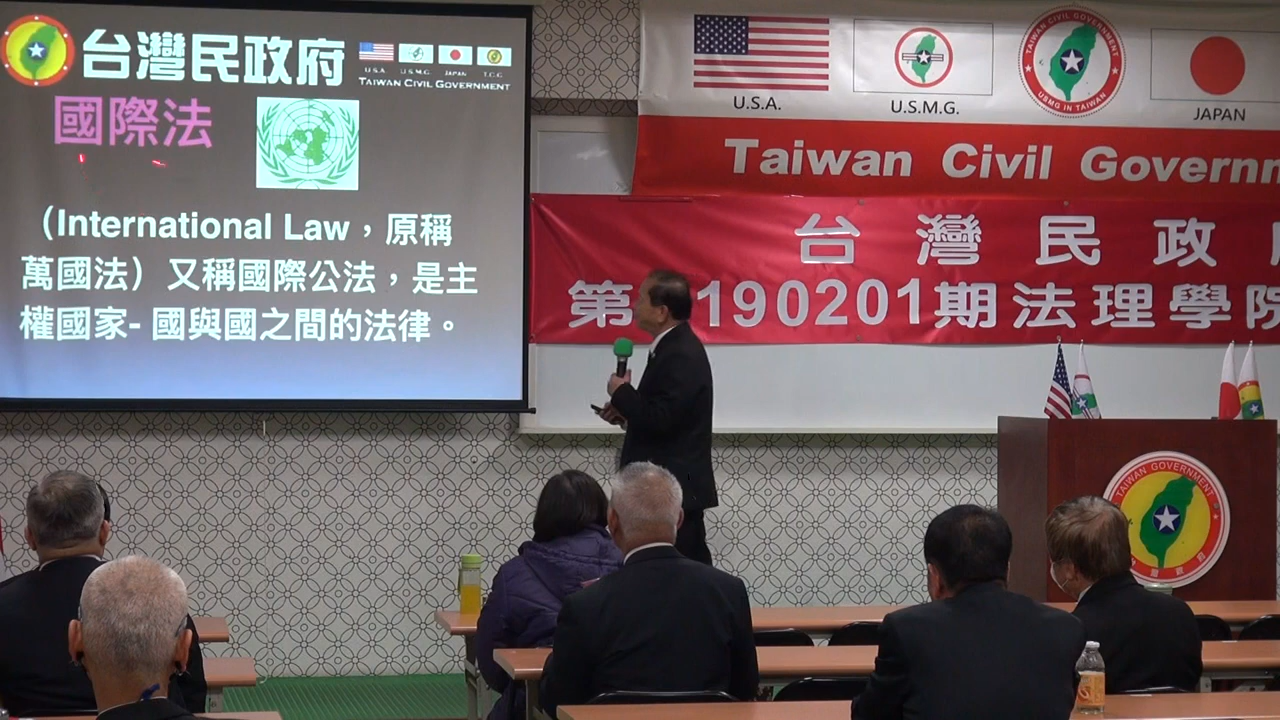 台灣民政府
U.S.A. U.S.M.G. JAPAN T.C.G.
TAIWAN CIVIL GOVERNMENT
國際法
(International Law,原稱
萬國法)又稱國際公法,是主
權國家- 國與國之間的法律。
TAIWAN CIVIL GOVERNMENT
USMG IN TAIWAN
U.S.A.
U.S.M.G.
JAPAN
Taiwan Civil Governm
台灣民政
第 190201期法理學院
TAIWAN GOVERNMENT